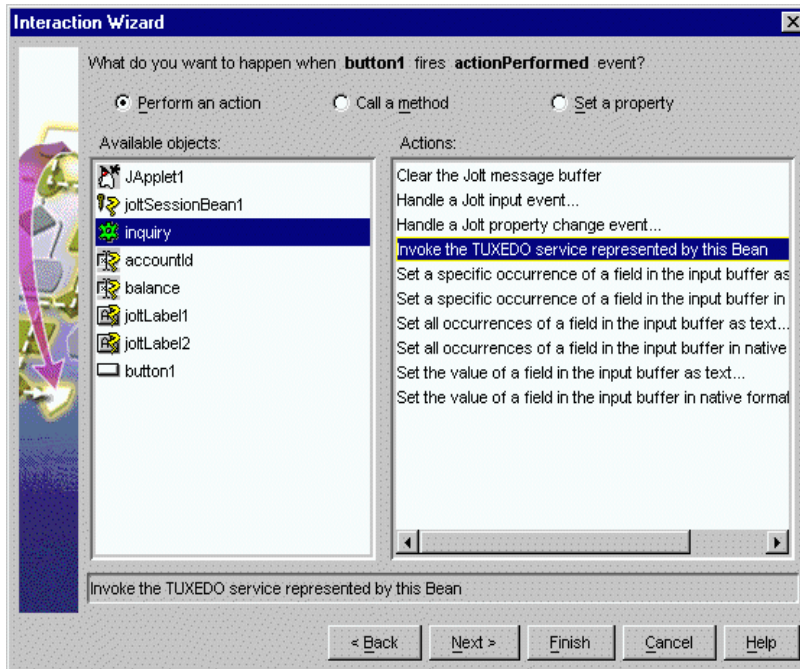 Interaction Wizard
What do you want to happen when button1 fires actionPerformed event?
Perform an action
Call a method
Set a property
Available objects:
JApplet1
joltSessionBean1
inquiry
accountId
balance
joltLabel1
joltLabel2
button1
Actions:
Clear the Jolt message buffer
Handle a Jolt input event...
Handle a Jolt property change event...
Invoke the TUXEDO service represented by this Bean
Set a specific occurrence of a field in the input buffer as
Set a specific occurrence of a field in the input buffer in
Set all occurrences of a field in the input buffer as text...
Set all occurrences of a field in the input buffer in native
Set the value of a field in the input buffer as text...
Set the value of a field in the input buffer in native format
Invoke the TUXEDO service represented by this Bean
< Back
Next >
Finish
Cancel
Help